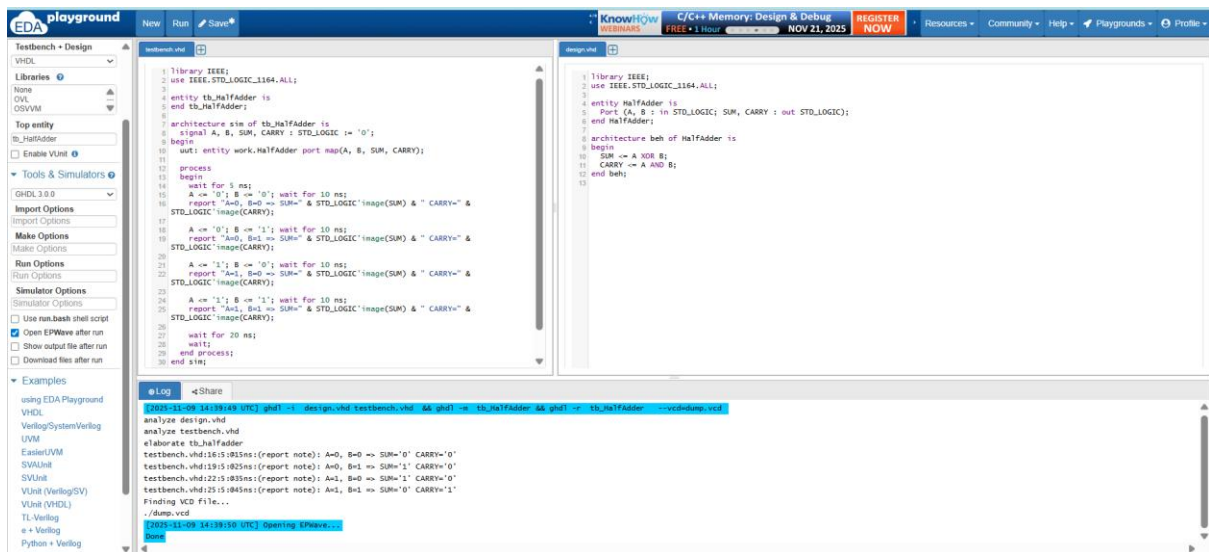 EDA playground
New Run Save*
KnowHow WEBINARS
C/C++ Memory: Design & Debug
FREE • 1 Hour NOV 21, 2025
REGISTER NOW
Resources Community Help Playgrounds Profile
Testbench + Design
VHDL
Libraries
None
OVL
OSVVM
Top entity
tb_HalfAdder
Enable VUnit
Tools & Simulators
GHDL 3.0.0
Import Options
Import Options
Make Options
Make Options
Run Options
Run Options
Simulator Options
Simulator Options
Use run.bash shell script
Open EPWave after run
Show output file after run
Download files after run
Examples
using EDA Playground
VHDL
Verilog/SystemVerilog
UVM
EasierUVM
SVAUnit
SVUnit
VUnit (Verilog/SV)
VUnit (VHDL)
TL-Verilog
e + Verilog
Python + Verilog
testbench.vhd
1 library IEEE;
2 use IEEE.STD_LOGIC_1164.ALL;
3
4 entity tb_HalfAdder is
5 end tb_HalfAdder;
6
7 architecture sim of tb_HalfAdder is
8 signal A, B, SUM, CARRY : STD_LOGIC := '0';
9 begin
10 uut: entity work.HalfAdder port map(A, B, SUM, CARRY);
11
12 process
13 begin
14 wait for 5 ns;
15 A <= '0'; B <= '0'; wait for 10 ns;
16 report "A=0, B=0 => SUM=" & STD_LOGIC'image(SUM) & " CARRY=" &
STD_LOGIC'image(CARRY);
17
18 A <= '0'; B <= '1'; wait for 10 ns;
19 report "A=0, B=1 => SUM=" & STD_LOGIC'image(SUM) & " CARRY=" &
STD_LOGIC'image(CARRY);
20
21 A <= '1'; B <= '0'; wait for 10 ns;
22 report "A=1, B=0 => SUM=" & STD_LOGIC'image(SUM) & " CARRY=" &
STD_LOGIC'image(CARRY);
23
24 A <= '1'; B <= '1'; wait for 10 ns;
25 report "A=1, B=1 => SUM=" & STD_LOGIC'image(SUM) & " CARRY=" &
STD_LOGIC'image(CARRY);
26
27 wait for 20 ns;
28 wait;
29 end process;
30 end sim;
design.vhd
1 library IEEE;
2 use IEEE.STD_LOGIC_1164.ALL;
3
4 entity HalfAdder is
5 Port (A, B : in STD_LOGIC; SUM, CARRY : out STD_LOGIC);
6 end HalfAdder;
7
8 architecture beh of HalfAdder is
9 begin
10 SUM <= A XOR B;
11 CARRY <= A AND B;
12 end beh;
13
Log Share
[2025-11-09 14:39:49 UTC] ghdl -i design.vhd testbench.vhd && ghdl -m tb_HalfAdder && ghdl -r tb_HalfAdder --vcd=dump.vcd
analyze design.vhd
analyze testbench.vhd
elaborate tb_halfadder
testbench.vhd:16:5:@15ns:(report note): A=0, B=0 => SUM='0' CARRY='0'
testbench.vhd:19:5:@25ns:(report note): A=0, B=1 => SUM='1' CARRY='0'
testbench.vhd:22:5:@35ns:(report note): A=1, B=0 => SUM='1' CARRY='0'
testbench.vhd:25:5:@45ns:(report note): A=1, B=1 => SUM='0' CARRY='1'
Finding VCD file...
./dump.vcd
[2025-11-09 14:39:50 UTC] Opening EPWave...
Done